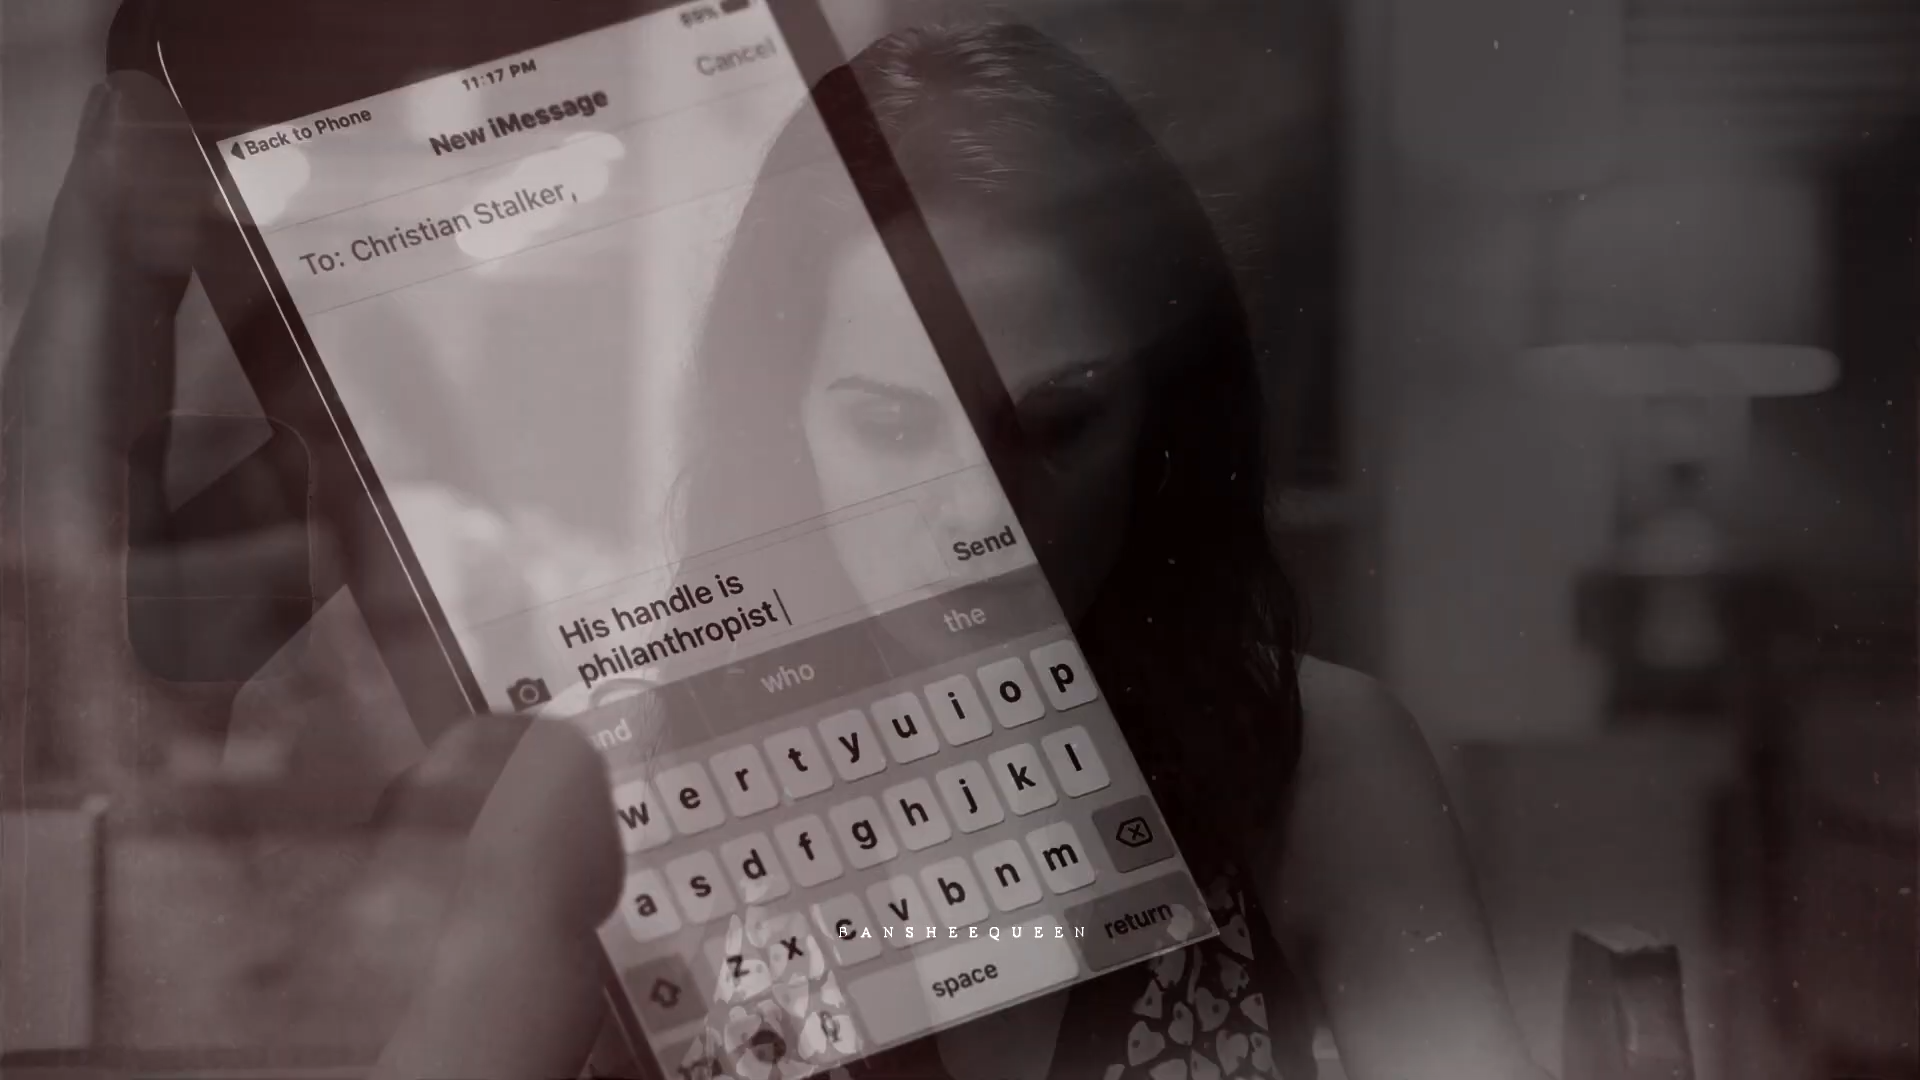 89%
11:17 PM
Back to Phone
New iMessage
Cancel
To: Christian Stalker,
His handle is
philanthropist
Send
who
the
w e r t y u i o p
a s d f g h j k l
z x c v b n m
space
return
BANSHEEQUEEN